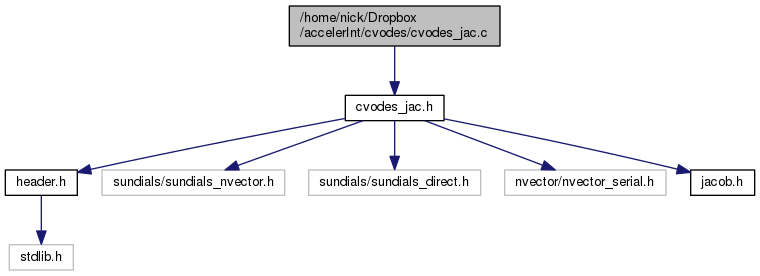 /home/nick/Dropbox
/accelerInt/cvodes/cvodes_jac.c
cvodes_jac.h
header.h
sundials/sundials_nvector.h
sundials/sundials_direct.h
nvector/nvector_serial.h
jacob.h
stdlib.h